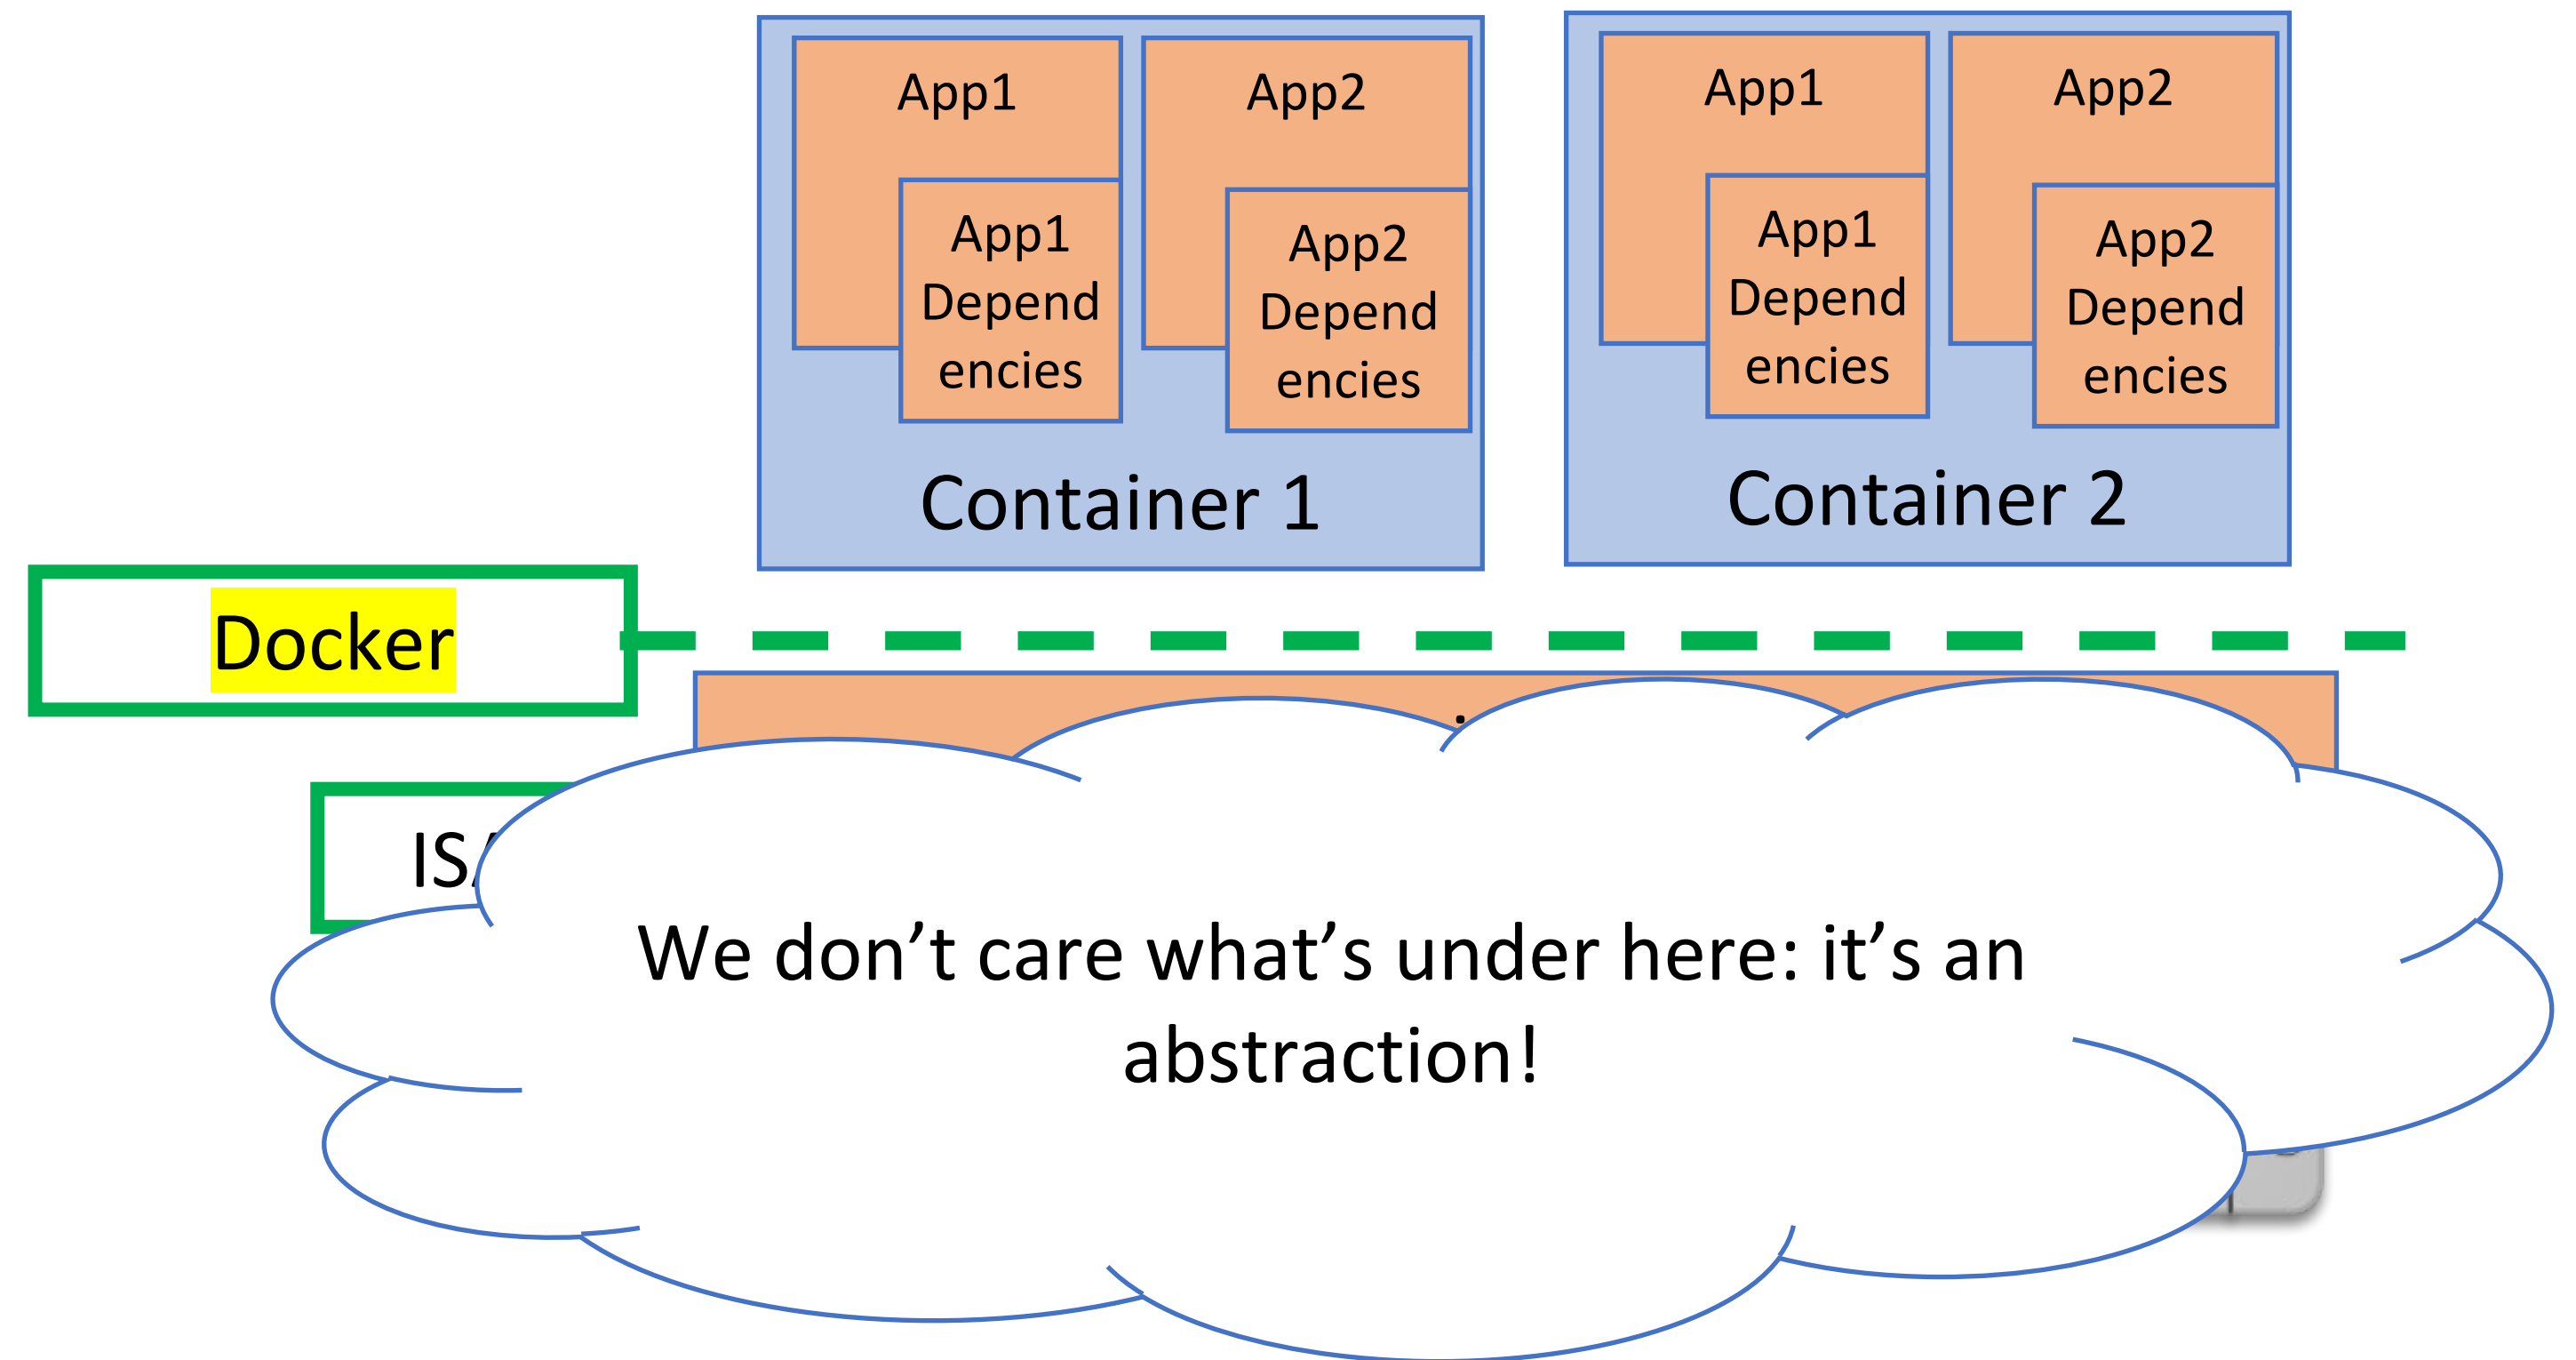 App1
App2
App1
Depend
encies
App2
Depend
encies
Container 1
App1
App2
App1
Depend
encies
App2
Depend
encies
Container 2
Docker
We don’t care what’s under here: it’s an
abstraction!